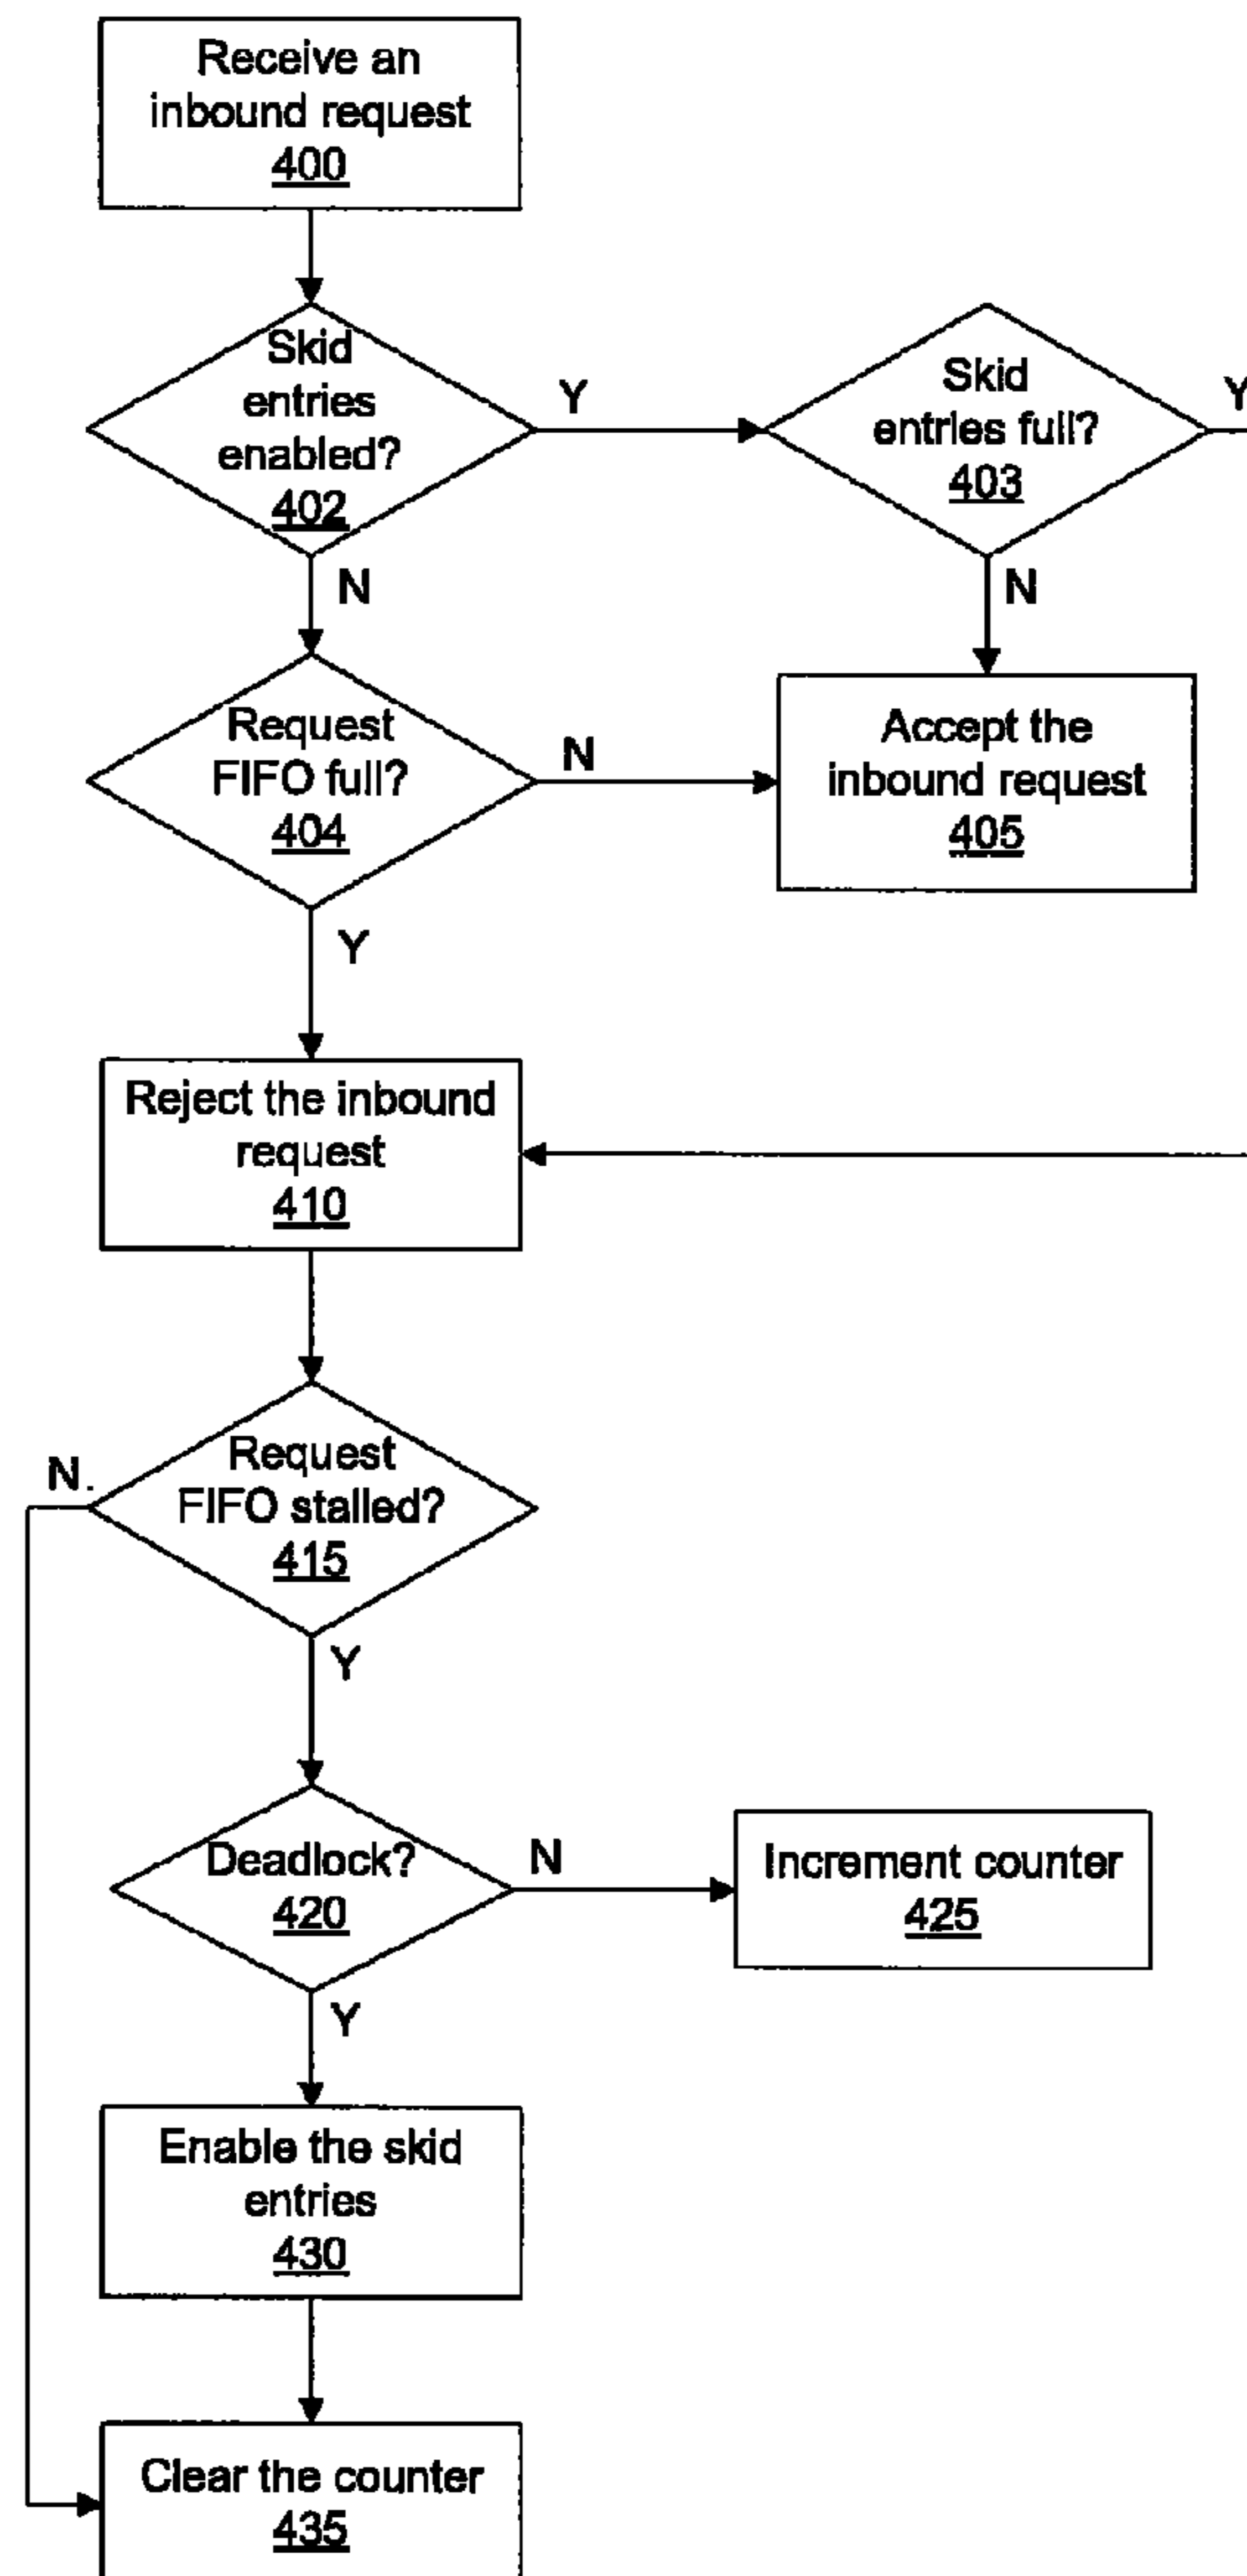 Receive an
inbound request
400
Skid
entries
enabled?
402
Y
Skid
entries full?
403
Y
N
N
Request
FIFO full?
404
N
Accept the
inbound request
405
Y
Reject the inbound
request
410
N.
Request
FIFO stalled?
415
Y
Deadlock?
420
N
Increment counter
425
Y
Enable the skid
entries
430
Clear the counter
435